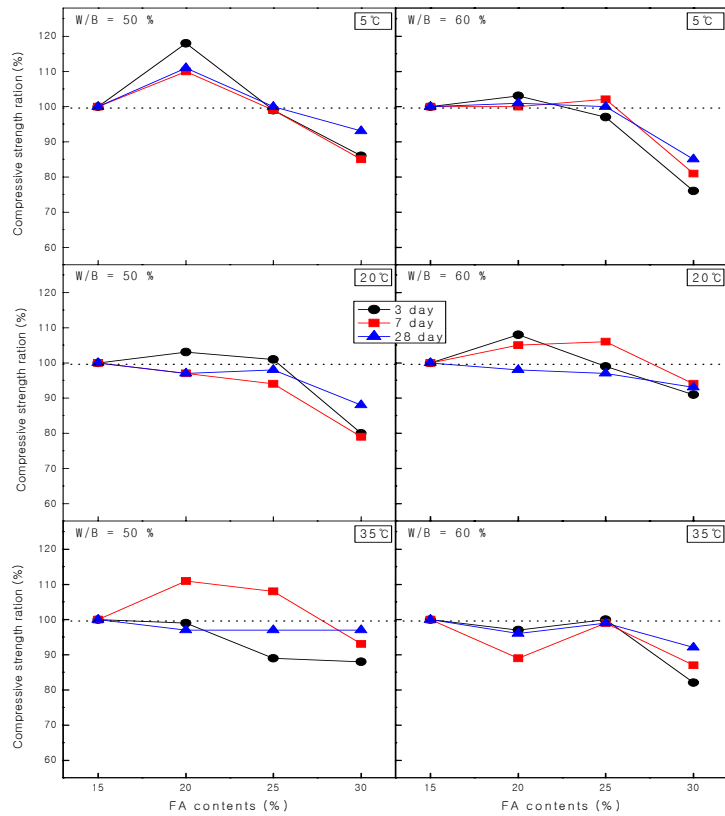 W/B = 50 %
5℃
W/B = 60 %
5℃
120
110
100
90
80
70
60
Compressive strength ration (%)
W/B = 50 %
20℃
W/B = 60 %
20℃
3 day
7 day
28 day
120
110
100
90
80
70
60
Compressive strength ration (%)
W/B = 50 %
35℃
W/B = 60 %
35℃
120
110
100
90
80
70
60
Compressive strength ration (%)
15 20 25 30
15 20 25 30
FA contents (%)
FA contents (%)